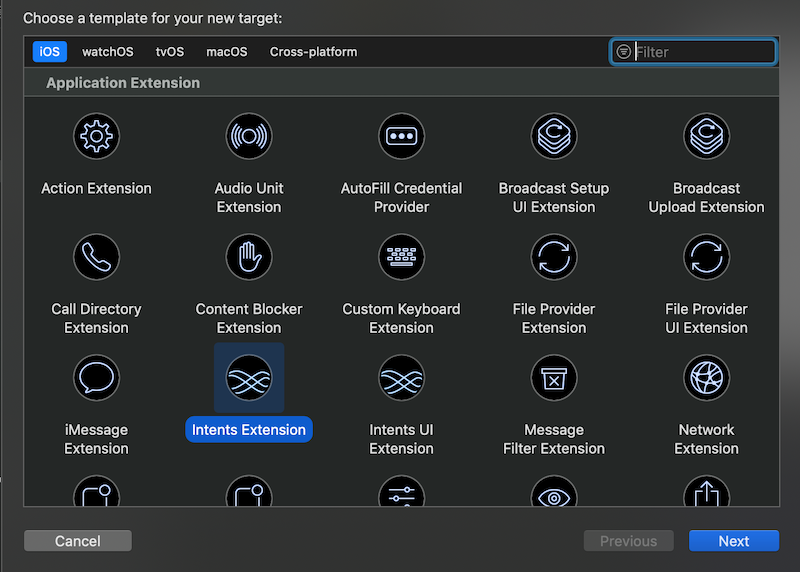 Choose a template for your new target:
iOS watchOS tvOS macOS Cross-platform Filter
Application Extension
Action Extension
Audio Unit
Extension
AutoFill Credential
Provider
Broadcast Setup
UI Extension
Broadcast
Upload Extension
Call Directory
Extension
Content Blocker
Extension
Custom Keyboard
Extension
File Provider
Extension
File Provider
UI Extension
iMessage
Extension
Intents Extension
Intents UI
Extension
Message
Filter Extension
Network
Extension
Cancel Previous Next